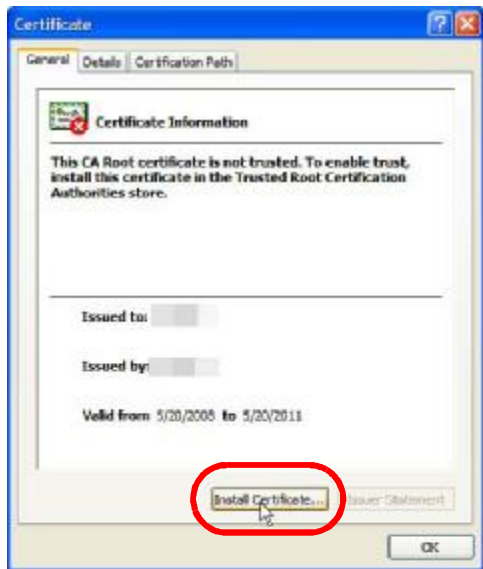 Certificate
General Details Certification Path
Certificate Information
This CA Root certificate is not trusted. To enable trust,
install this certificate in the Trusted Root Certification
Authorities store.
Issued to:
Issued by:
Valid from 5/20/2008 to 5/20/2011
Install Certificate... Issuer Statement
OK